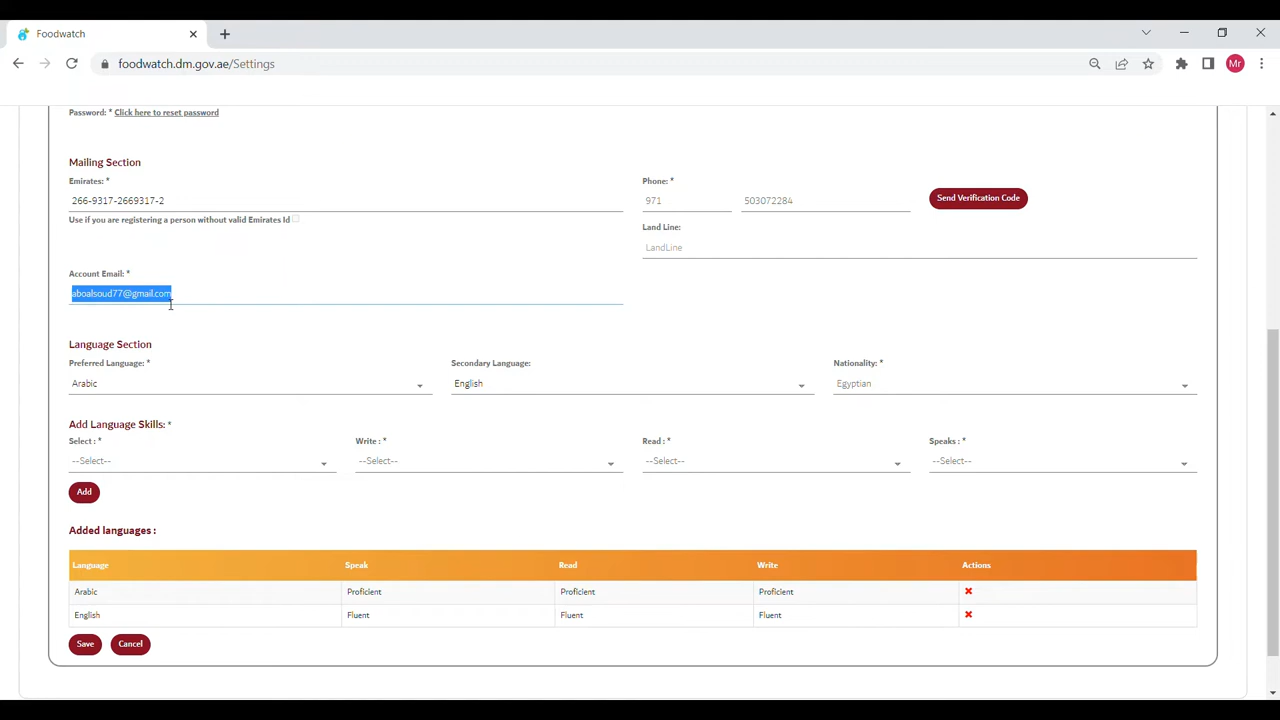 Foodwatch
foodwatch.dm.gov.ae/Settings
Mr
Password: * Click here to reset password
Mailing Section
Emirates: *
Phone: *
266-9317-2669317-2
971
503072284
Send Verification Code
Use if you are registering a person without valid Emirates Id
Land Line:
LandLine
Account Email: *
aboalsoud77@gmail.com
Language Section
Preferred Language: *
Secondary Language:
Nationality: *
Arabic
English
Egyptian
Add Language Skills: *
Select : *
Write : *
Read : *
Speaks : *
--Select--
--Select--
--Select--
--Select--
Add
Added languages :
Language Speak Read Write Actions
Arabic Proficient Proficient Proficient
English Fluent Fluent Fluent
Save
Cancel